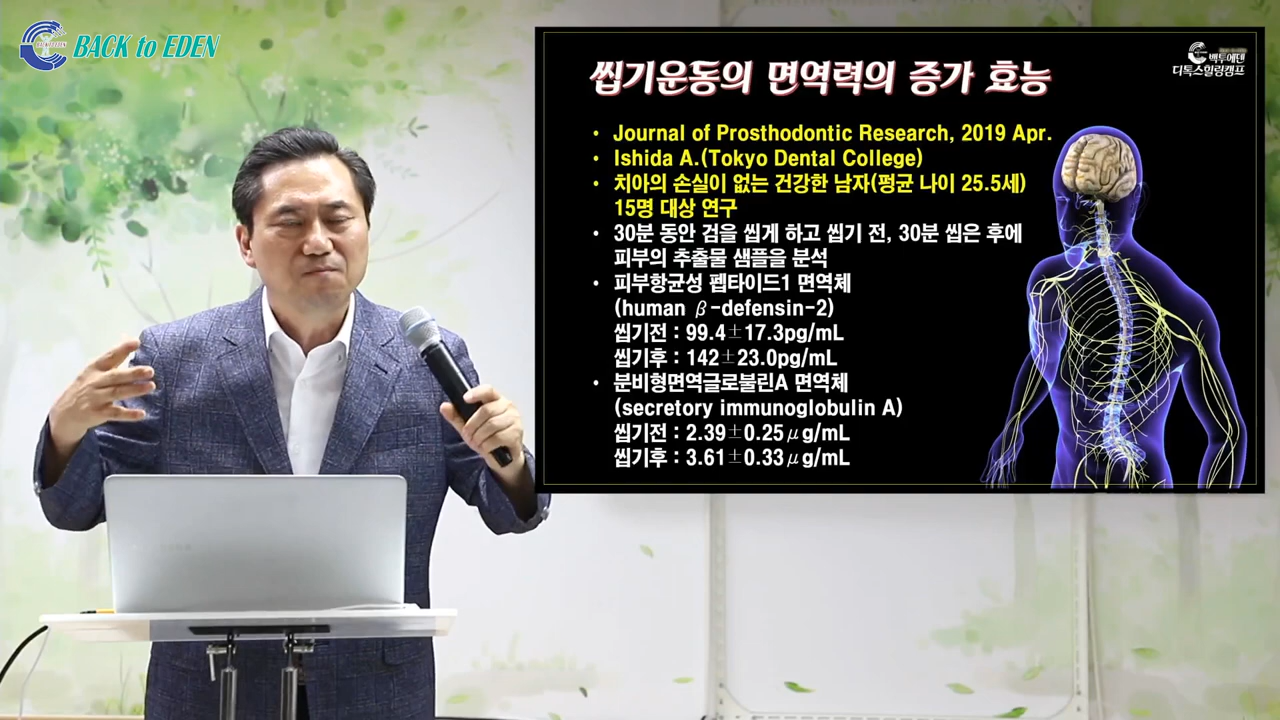 BACK to EDEN
백투에덴
디톡스힐링캠프
씹기운동의 면역력의 증가 효능
• Journal of Prosthodontic Research, 2019 Apr.
• Ishida A.(Tokyo Dental College)
• 치아의 손실이 없는 건강한 남자(평균 나이 25.5세)
15명 대상 연구
• 30분 동안 검을 씹게 하고 씹기 전, 30분 씹은 후에
피부의 추출물 샘플을 분석
• 피부항균성 펩타이드1 면역체
(human β-defensin-2)
씹기전 : 99.4±17.3pg/mL
씹기후 : 142±23.0pg/mL
• 분비형면역글로불린A 면역체
(secretory immunoglobulin A)
씹기전 : 2.39±0.25μg/mL
씹기후 : 3.61±0.33μg/mL